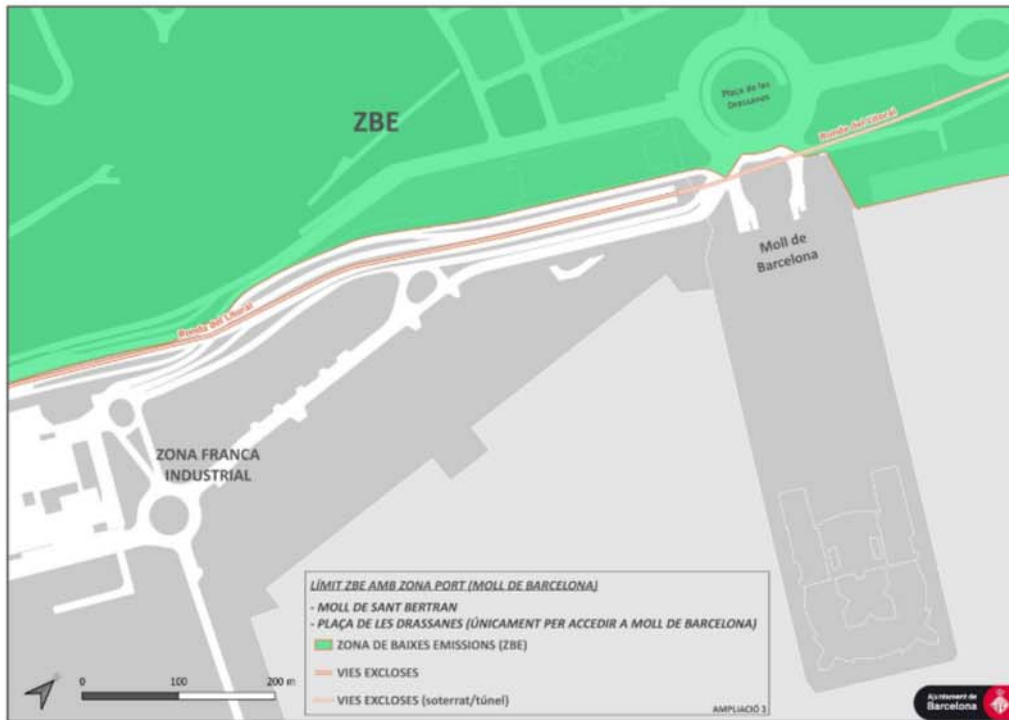 ZBE
Plaça de les
Drassanes
Ronda del Litoral
Moll de
Barcelona
Ronda del Litoral
ZONA FRANCA
INDUSTRIAL
LÍMIT ZBE AMB ZONA PORT (MOLL DE BARCELONA)
- MOLL DE SANT BERTRAN
- PLAÇA DE LES DRASSANES (ÚNICAMENT PER ACCEDIR A MOLL DE BARCELONA)
ZONA DE BAIXES EMISSIONS (ZBE)
VIES EXCLOSES
VIES EXCLOSES (soterrat/túnel)
AMPLIACIÓ 3
0 100 200 m
Ajuntament de
Barcelona